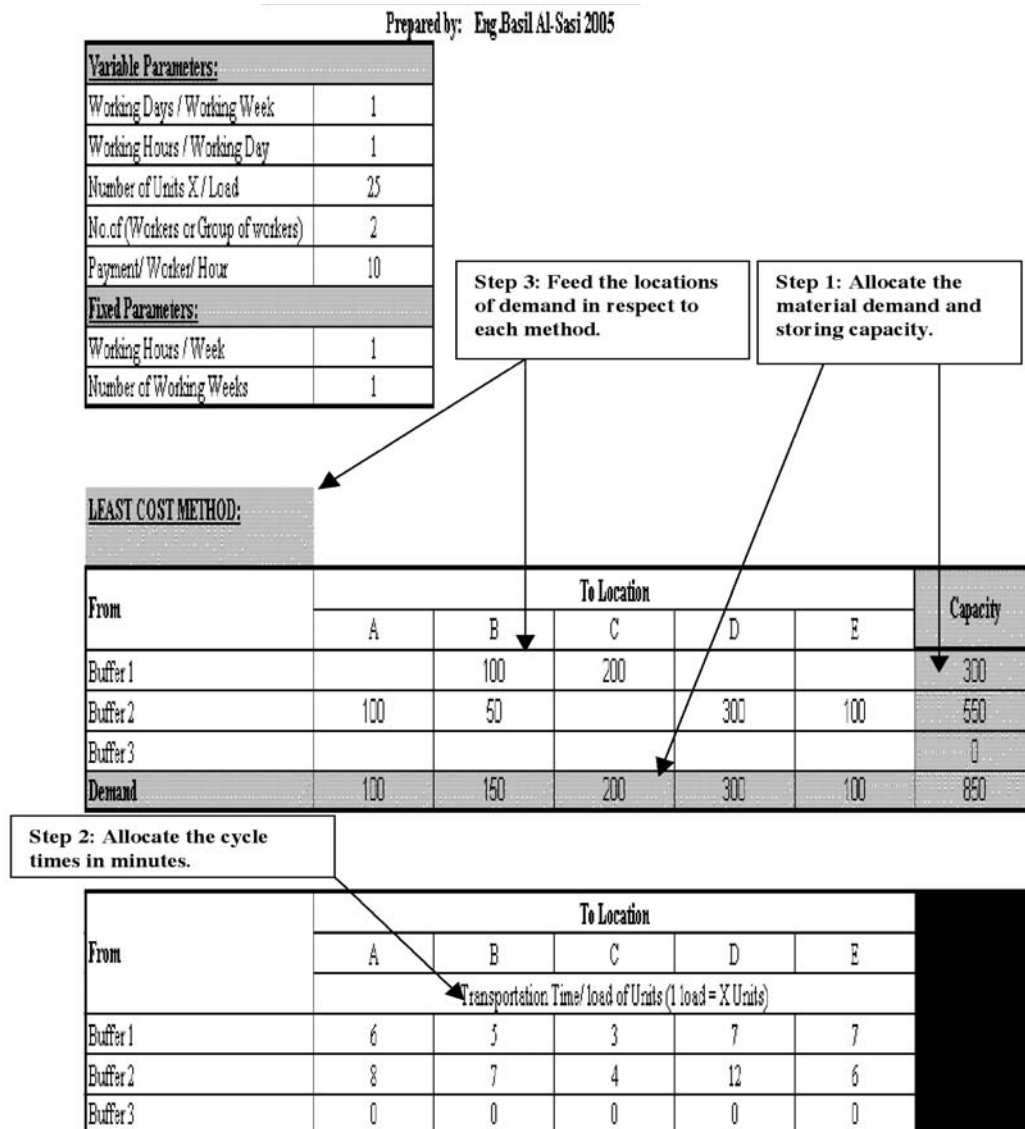 Prepared by: Eng.Basil Al-Sasi 2005
Variable Parameters:
Working Days / Working Week 1
Working Hours / Working Day 1
Number of Units X / Load 25
No.of (Workers or Group of workers) 2
Payment/ Worker/ Hour 10
Fixed Parameters:
Working Hours / Week 1
Number of Working Weeks 1
Step 3: Feed the locations
of demand in respect to
each method.
Step 1: Allocate the
material demand and
storing capacity.
LEAST COST METHOD:
From To Location Capacity
A B C D E
Buffer 1 100 200 300
Buffer 2 100 50 300 100 550
Buffer 3 0
Demand 100 150 200 300 100 850
Step 2: Allocate the cycle
times in minutes.
From To Location
A B C D E
Transportation Time/ load of Units (1 load = X Units)
Buffer 1 6 5 3 7 7
Buffer 2 8 7 4 12 6
Buffer 3 0 0 0 0 0